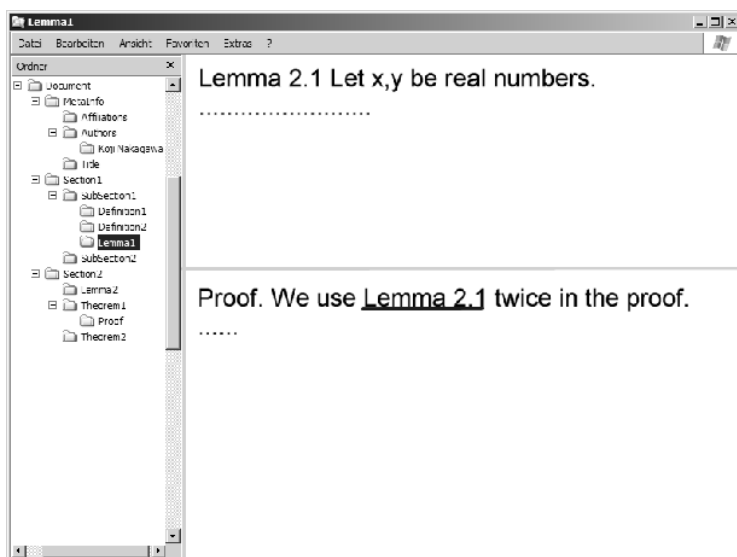 Lemma1
Datei Bearbeiten Ansicht Favoriten Extras ?
Ordner
Document
MetaInfo
Affiliations
Authors
Koji Nakagawa
Title
Section1
SubSection1
Definition1
Definition2
Lemma1
SubSection2
Section2
Lemma2
Theorem1
Proof
Theorem2
Lemma 2.1 Let x,y be real numbers.
.........................
Proof. We use Lemma 2.1 twice in the proof.
......